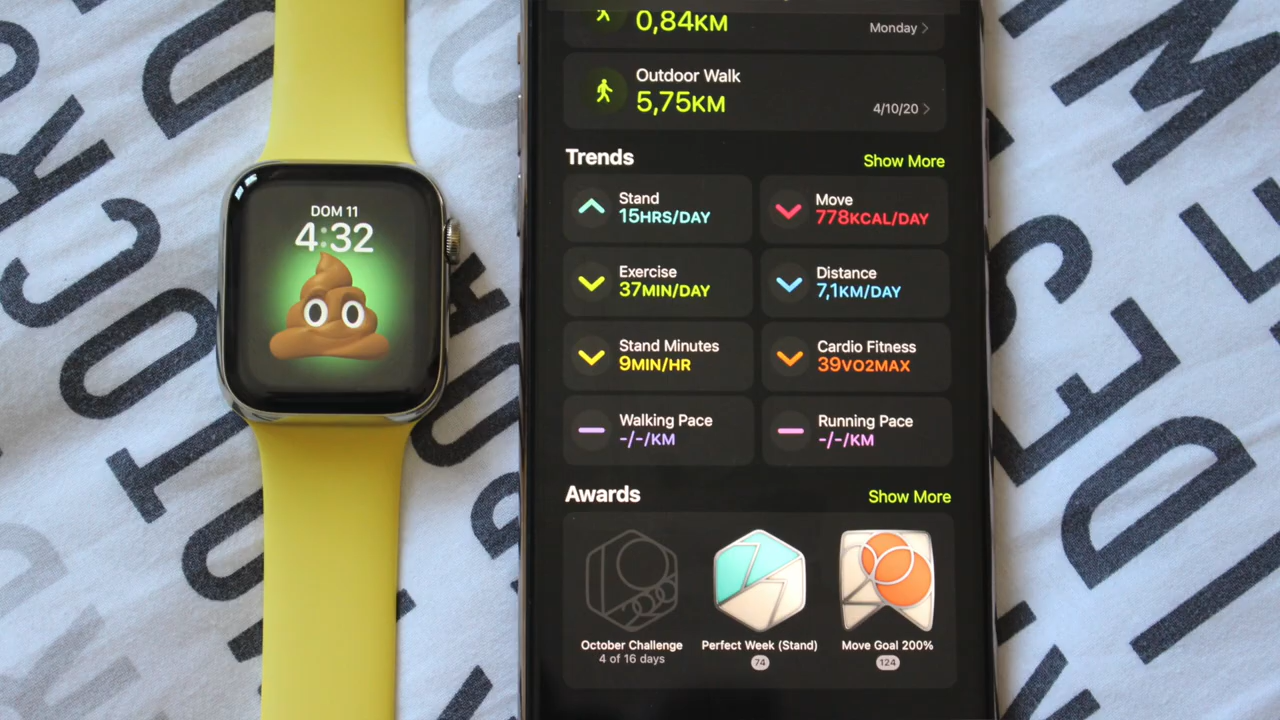 DOM 11
4:32
0,84KM
Monday
Outdoor Walk
5,75KM
4/10/20
Trends
Show More
Stand
15HRS/DAY
Move
778KCAL/DAY
Exercise
37MIN/DAY
Distance
7,1KM/DAY
Stand Minutes
9MIN/HR
Cardio Fitness
39VO2MAX
Walking Pace
-/-/KM
Running Pace
-/-/KM
Awards
Show More
October Challenge
4 of 16 days
Perfect Week (Stand)
74
Move Goal 200%
124